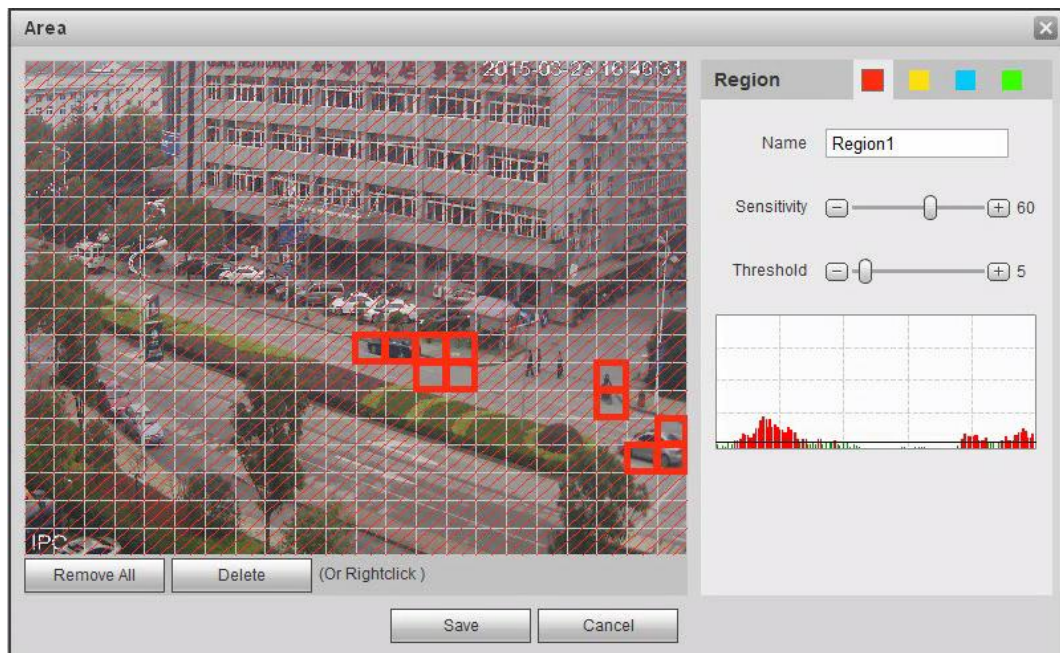 Area
2015-03-23 16:40:31
Region
Name Region1
Sensitivity 60
Threshold 5
IPC
Remove All Delete (Or Rightclick )
Save Cancel